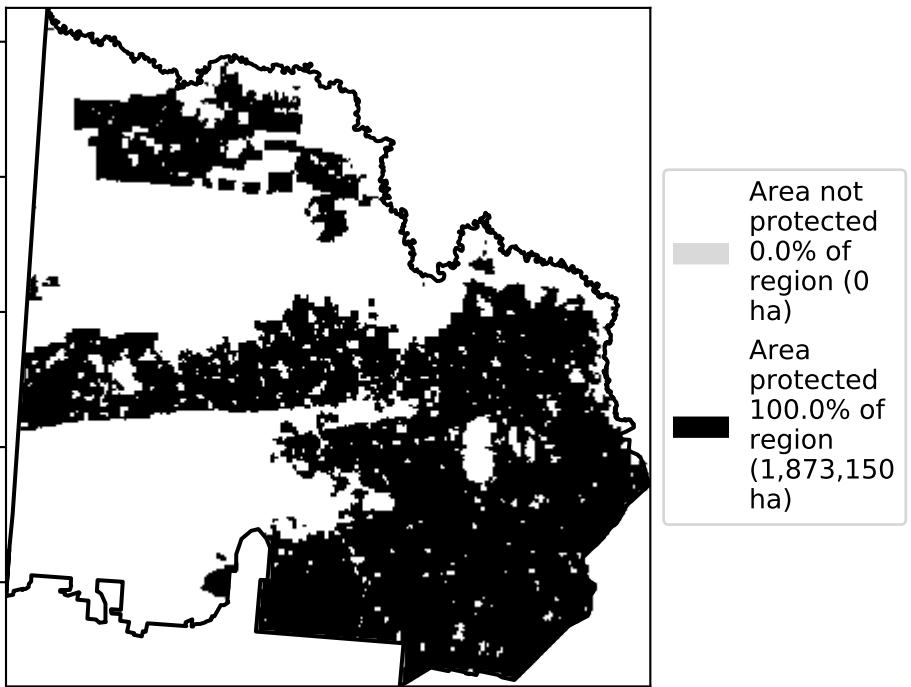 Area not
protected
0.0% of
region (0
ha)
Area
protected
100.0% of
region
(1,873,150
ha)